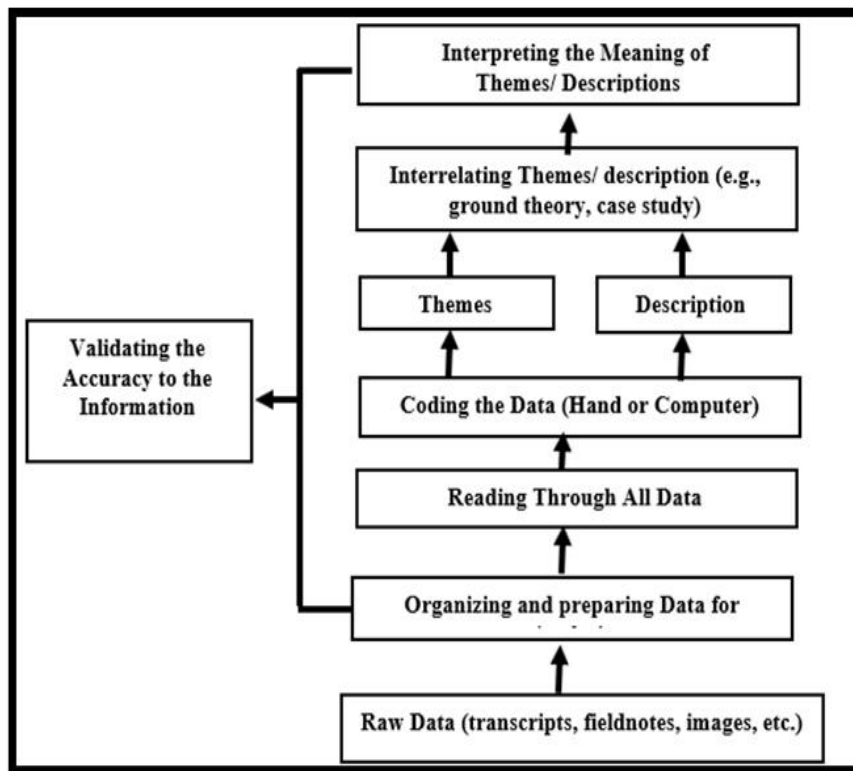 Interpreting the Meaning of
Themes/ Descriptions
Interrelating Themes/ description (e.g.,
ground theory, case study)
Themes
Description
Validating the
Accuracy to the
Information
Coding the Data (Hand or Computer)
Reading Through All Data
Organizing and preparing Data for
Raw Data (transcripts, fieldnotes, images, etc.)